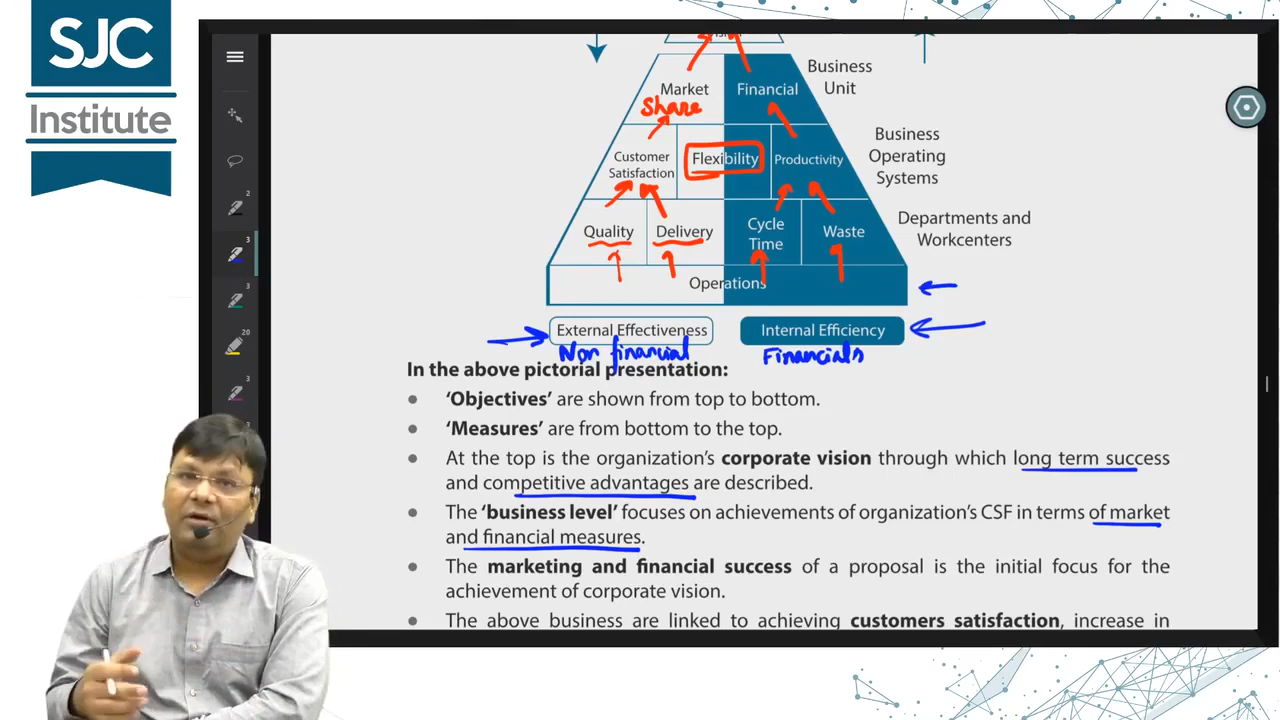 SJC
Institute
Market
Share
Financial
Business
Unit
Customer
Satisfaction
Flexibility
Productivity
Business
Operating
Systems
Quality
Delivery
Cycle
Time
Waste
Departments and
Workcenters
Operations
External Effectiveness
Internal Efficiency
Non financial
Financials
In the above pictorial presentation:
● ‘Objectives’ are shown from top to bottom.
● ‘Measures’ are from bottom to the top.
● At the top is the organization’s corporate vision through which long term success
and competitive advantages are described.
● The ‘business level’ focuses on achievements of organization’s CSF in terms of market
and financial measures.
● The marketing and financial success of a proposal is the initial focus for the
achievement of corporate vision.
● The above business are linked to achieving customers satisfaction, increase in
2
3
3
20
3